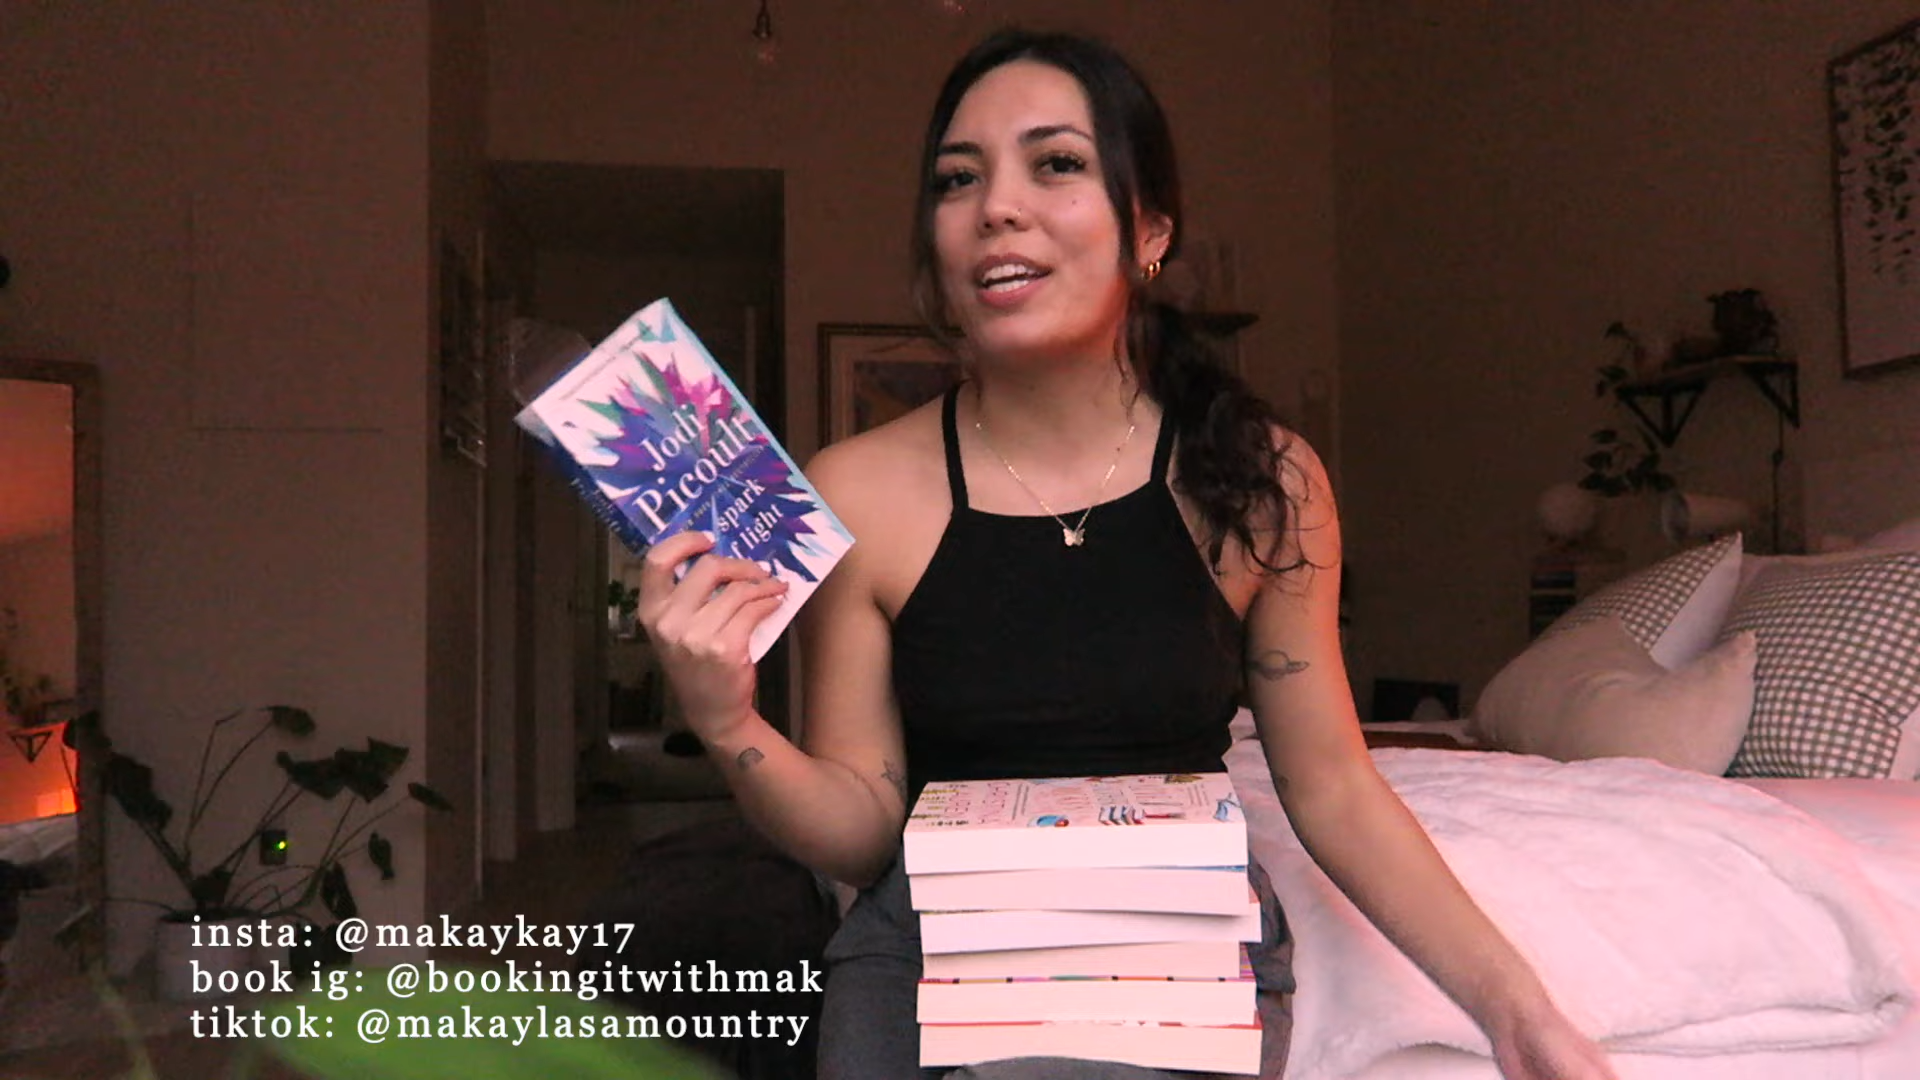 Jodi
Picoult
spark
of light
insta: @makaykay17
book ig: @bookingitwithmak
tiktok: @makaylasamountry